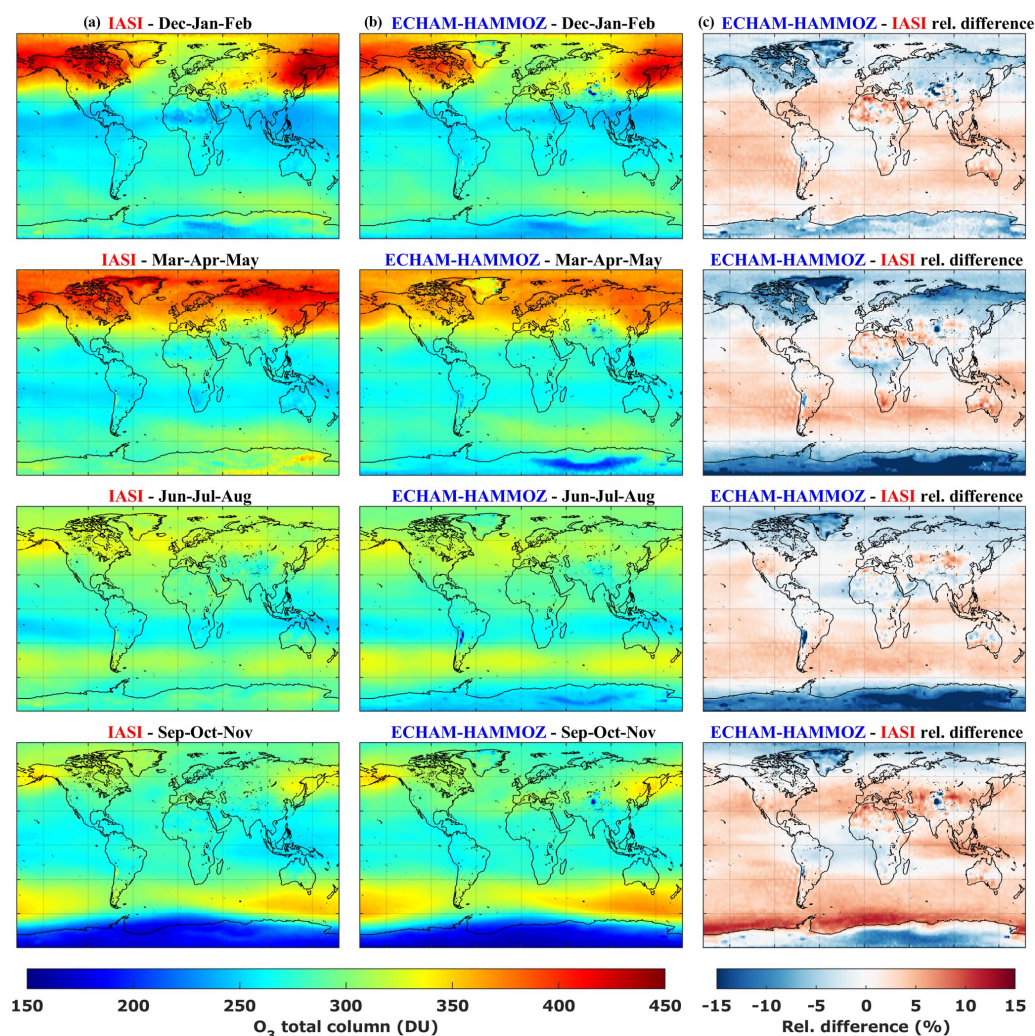 (a) IASI - Dec-Jan-Feb
(b) ECHAM-HAMMOZ - Dec-Jan-Feb
(c) ECHAM-HAMMOZ - IASI rel. difference
IASI - Mar-Apr-May
ECHAM-HAMMOZ - Mar-Apr-May
ECHAM-HAMMOZ - IASI rel. difference
IASI - Jun-Jul-Aug
ECHAM-HAMMOZ - Jun-Jul-Aug
ECHAM-HAMMOZ - IASI rel. difference
IASI - Sep-Oct-Nov
ECHAM-HAMMOZ - Sep-Oct-Nov
ECHAM-HAMMOZ - IASI rel. difference
150 200 250 300 350 400 450
O₃ total column (DU)
-15 -10 -5 0 5 10 15
Rel. difference (%)